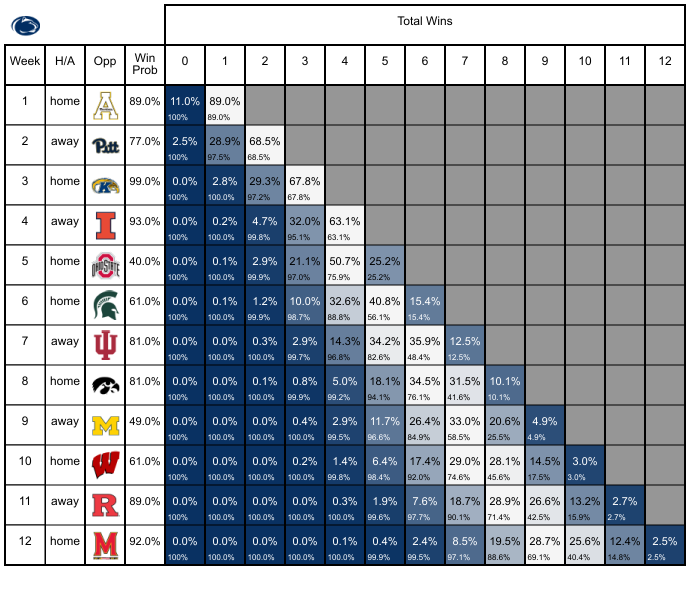 Total Wins
Week H/A Opp Win Prob 0 1 2 3 4 5 6 7 8 9 10 11 12
1 home A 89.0% 11.0% 89.0%
100% 89.0%
2 away Pitt 77.0% 2.5% 28.9% 68.5%
100% 97.5% 68.5%
3 home K 99.0% 0.0% 2.8% 29.3% 67.8%
100% 100.0% 97.2% 67.8%
4 away I 93.0% 0.0% 0.2% 4.7% 32.0% 63.1%
100% 100.0% 99.8% 95.1% 63.1%
5 home OHIO STATE 40.0% 0.0% 0.1% 2.9% 21.1% 50.7% 25.2%
100% 100.0% 99.9% 97.0% 75.9% 25.2%
6 home 61.0% 0.0% 0.1% 1.2% 10.0% 32.6% 40.8% 15.4%
100% 100.0% 100.0% 98.7% 88.8% 56.1% 15.4%
7 away 81.0% 0.0% 0.0% 0.3% 2.9% 14.3% 34.2% 35.9% 12.5%
100% 100.0% 100.0% 99.7% 96.8% 82.6% 48.4% 12.5%
8 home 81.0% 0.0% 0.0% 0.1% 0.8% 5.0% 18.1% 34.5% 31.5% 10.1%
100% 100.0% 100.0% 99.9% 99.2% 94.1% 76.1% 41.6% 10.1%
9 away M 49.0% 0.0% 0.0% 0.0% 0.4% 2.9% 11.7% 26.4% 33.0% 20.6% 4.9%
100% 100.0% 100.0% 100.0% 99.5% 96.6% 84.9% 58.5% 25.5% 4.9%
10 home W 61.0% 0.0% 0.0% 0.0% 0.2% 1.4% 6.4% 17.4% 29.0% 28.1% 14.5% 3.0%
100% 100.0% 100.0% 100.0% 99.8% 98.4% 92.0% 74.6% 45.6% 17.5% 3.0%
11 away R 89.0% 0.0% 0.0% 0.0% 0.0% 0.3% 1.9% 7.6% 18.7% 28.9% 26.6% 13.2% 2.7%
100% 100.0% 100.0% 100.0% 100.0% 99.6% 97.7% 90.1% 71.4% 42.5% 15.9% 2.7%
12 home M 92.0% 0.0% 0.0% 0.0% 0.0% 0.1% 0.4% 2.4% 8.5% 19.5% 28.7% 25.6% 12.4% 2.5%
100% 100.0% 100.0% 100.0% 100.0% 99.9% 99.5% 97.1% 88.6% 69.1% 40.4% 14.8% 2.5%